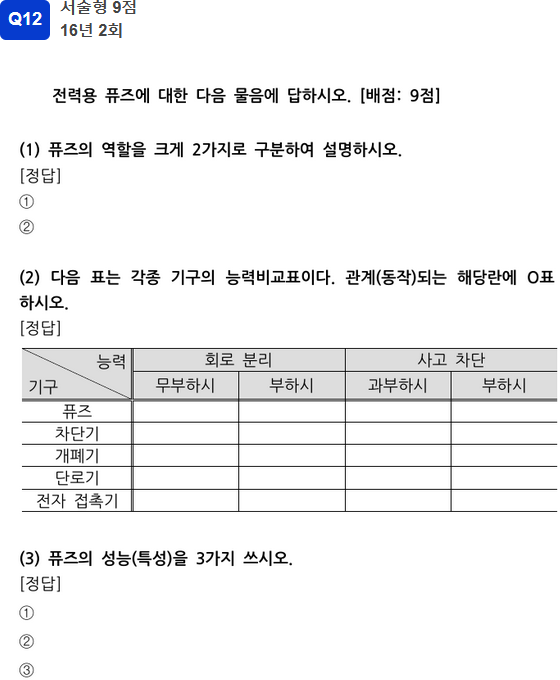 Q12
서술형 9점
16년 2회
전력용 퓨즈에 대한 다음 물음에 답하시오. [배점: 9점]
(1) 퓨즈의 역할을 크게 2가지로 구분하여 설명하시오.
[정답]
①
②
(2) 다음 표는 각종 기구의 능력비교표이다. 관계(동작)되는 해당란에 O표
하시오.
[정답]
능력 회로 분리 사고 차단
기구 무부하시 부하시 과부하시 부하시
퓨즈
차단기
개폐기
단로기
전자 접촉기
(3) 퓨즈의 성능(특성)을 3가지 쓰시오.
[정답]
①
②
③